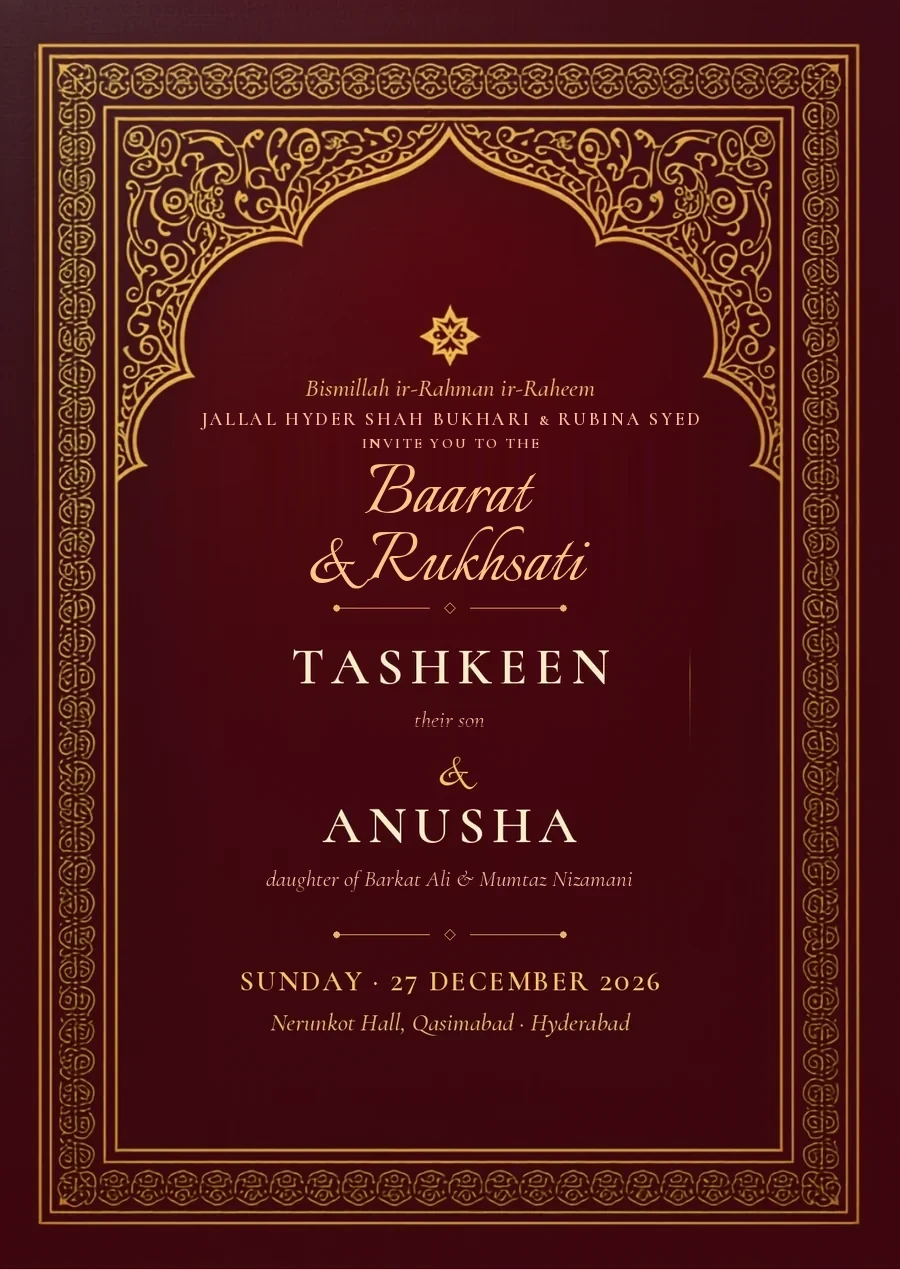 Bismillah ir-Rahman ir-Raheem
JALLAL HYDER SHAH BUKHARI & RUBINA SYED
INVITE YOU TO THE
Baarat
& Rukhsati
TASHKEEN
their son
&
ANUSHA
daughter of Barkat Ali & Mumtaz Nizamani
SUNDAY · 27 DECEMBER 2026
Nerunkot Hall, Qasimabad · Hyderabad